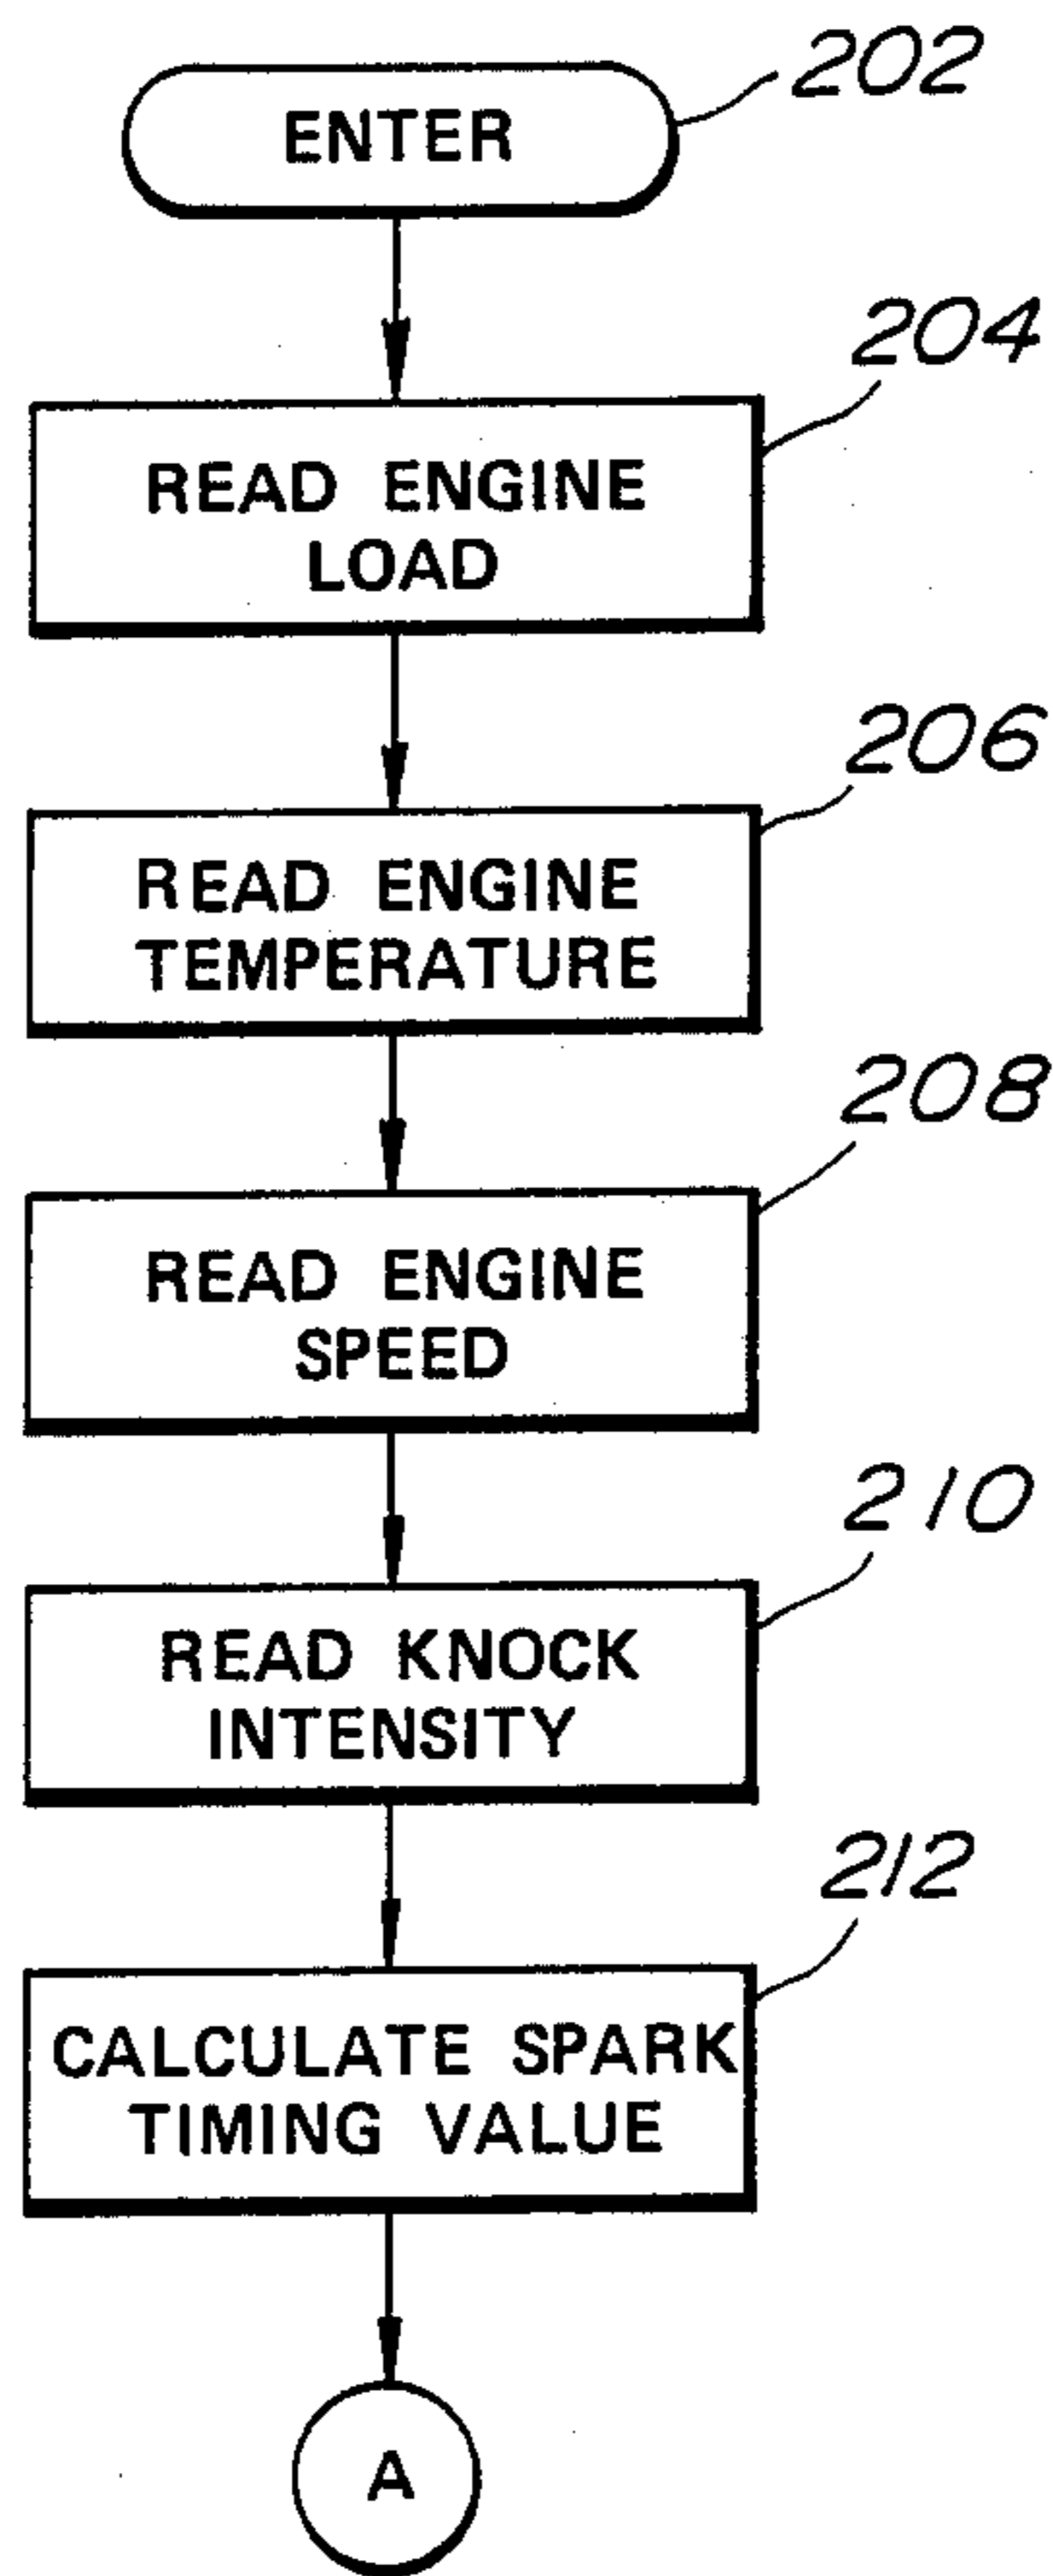 202
ENTER
204
READ ENGINE
LOAD
206
READ ENGINE
TEMPERATURE
208
READ ENGINE
SPEED
210
READ KNOCK
INTENSITY
212
CALCULATE SPARK
TIMING VALUE
A